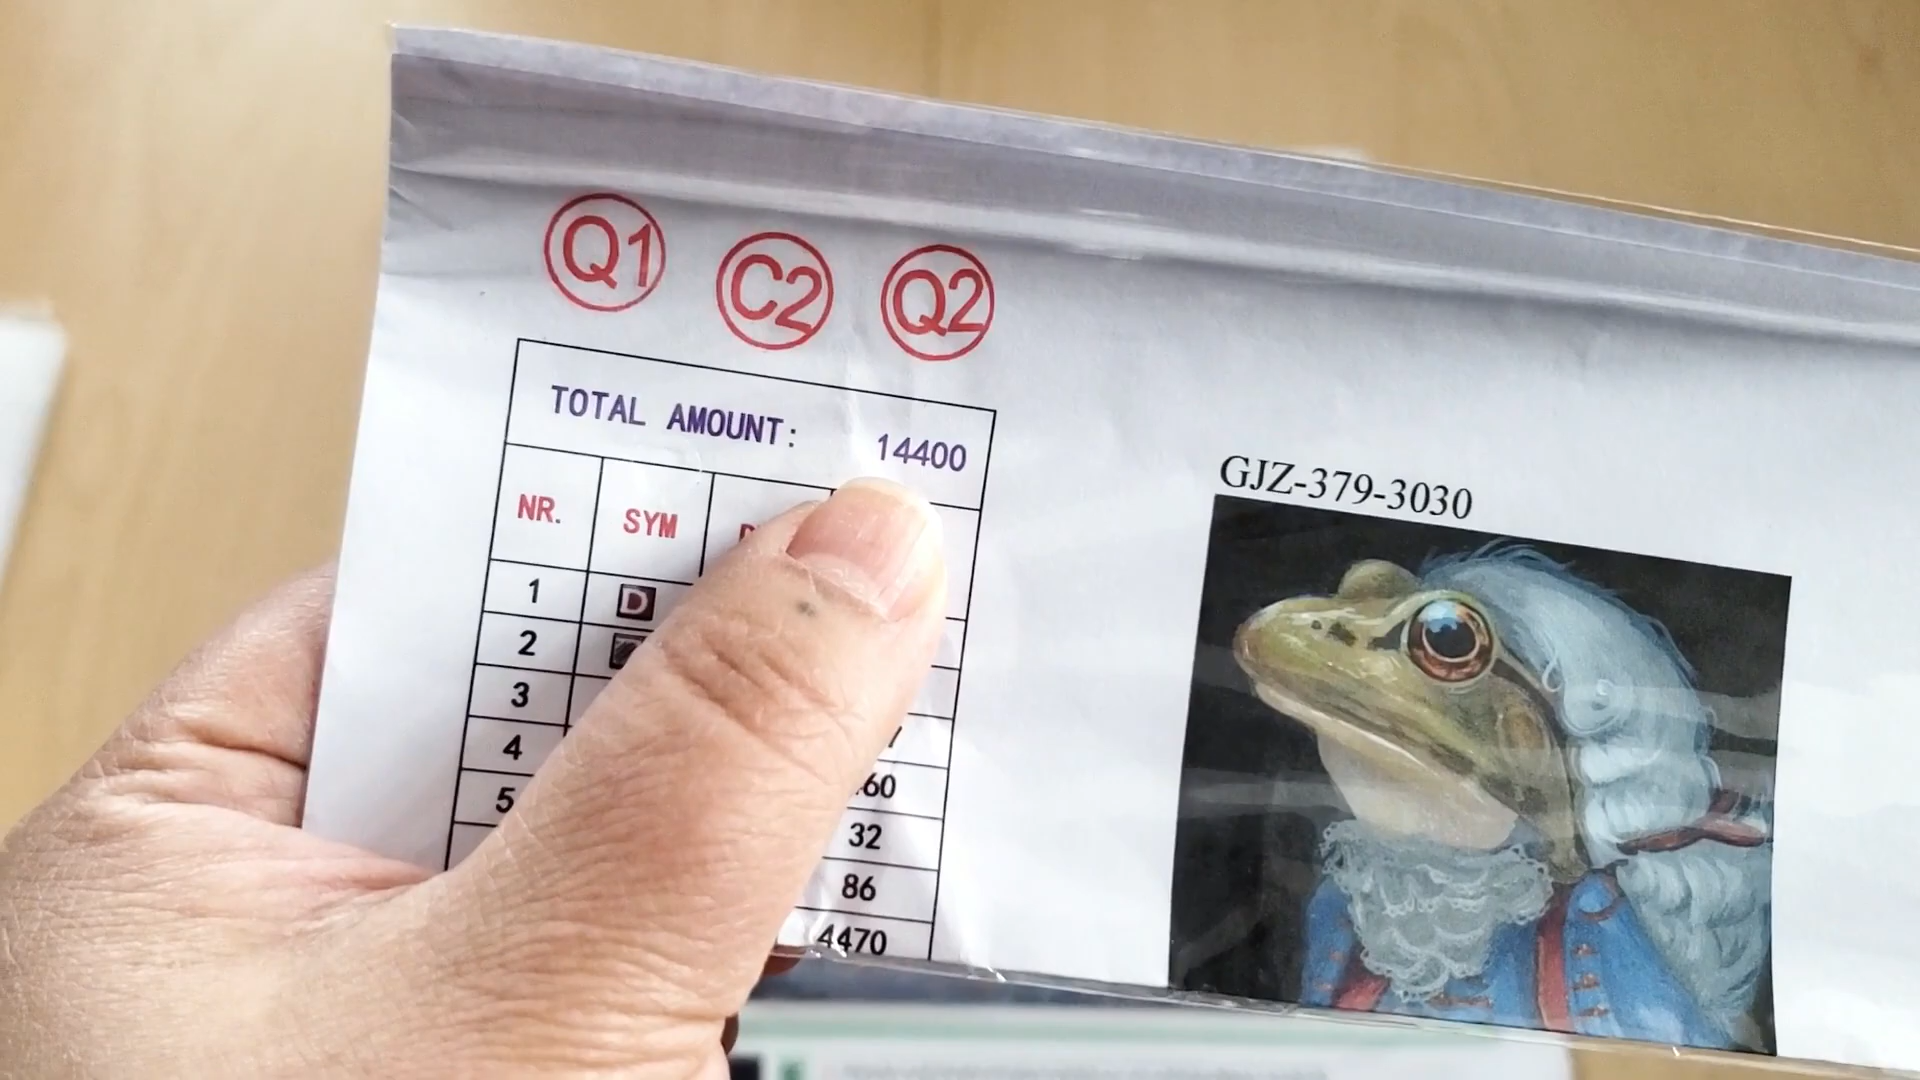 Q1 C2 Q2
TOTAL AMOUNT: 14400
NR. SYM
1 D
2
3
4
5
32
86
4470
GJZ-379-3030